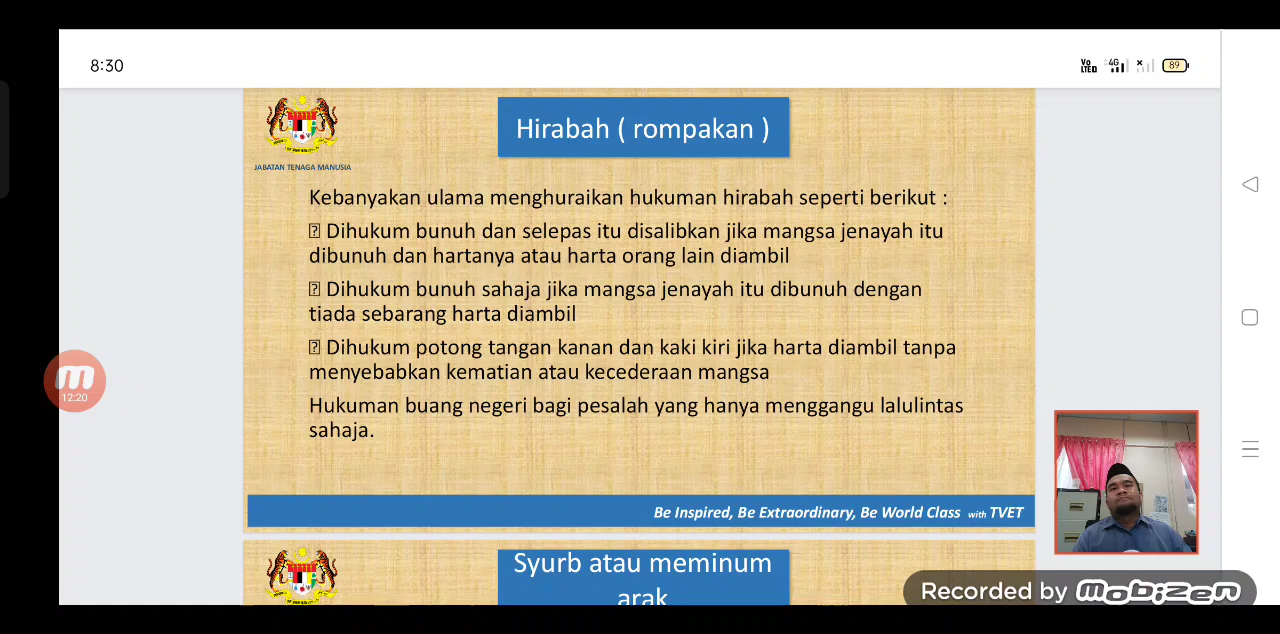 8:30
Vo
LTED
4G
89
Hirabah ( rompakan )
JABATAN TENAGA MANUSIA
Kebanyakan ulama menghuraikan hukuman hirabah seperti berikut :
Dihukum bunuh dan selepas itu disalibkan jika mangsa jenayah itu
dibunuh dan hartanya atau harta orang lain diambil
Dihukum bunuh sahaja jika mangsa jenayah itu dibunuh dengan
tiada sebarang harta diambil
Dihukum potong tangan kanan dan kaki kiri jika harta diambil tanpa
menyebabkan kematian atau kecederaan mangsa
Hukuman buang negeri bagi pesalah yang hanya menggangu lalulintas
sahaja.
12:20
Be Inspired, Be Extraordinary, Be World Class with TVET
Syurb atau meminum
arak
Recorded by mobizen